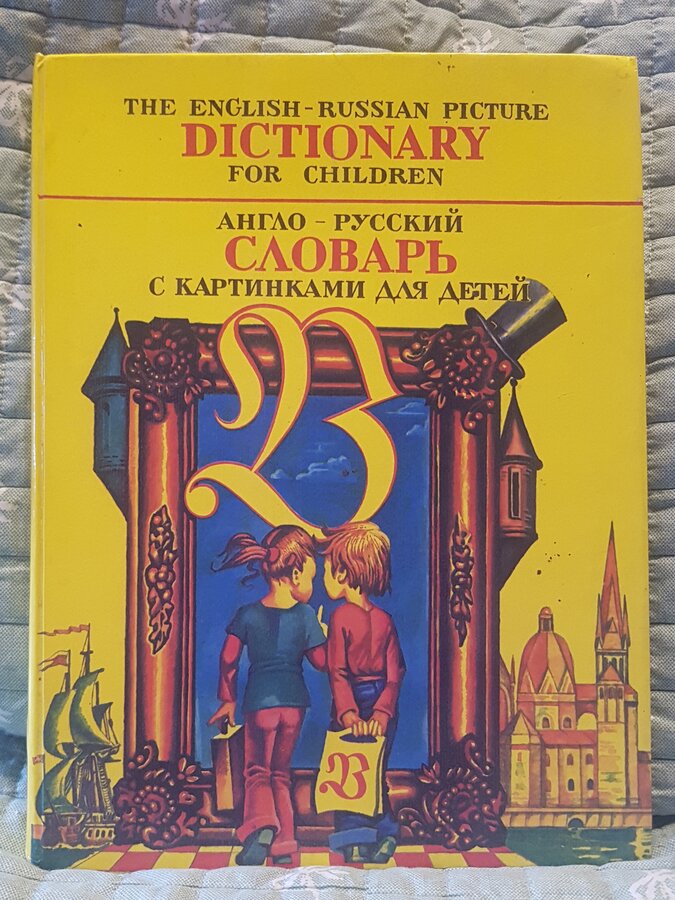 THE ENGLISH-RUSSIAN PICTURE
DICTIONARY
FOR CHILDREN
АНГЛО-РУССКИЙ
СЛОВАРЬ
С КАРТИНКАМИ ДЛЯ ДЕТЕЙ
B
B